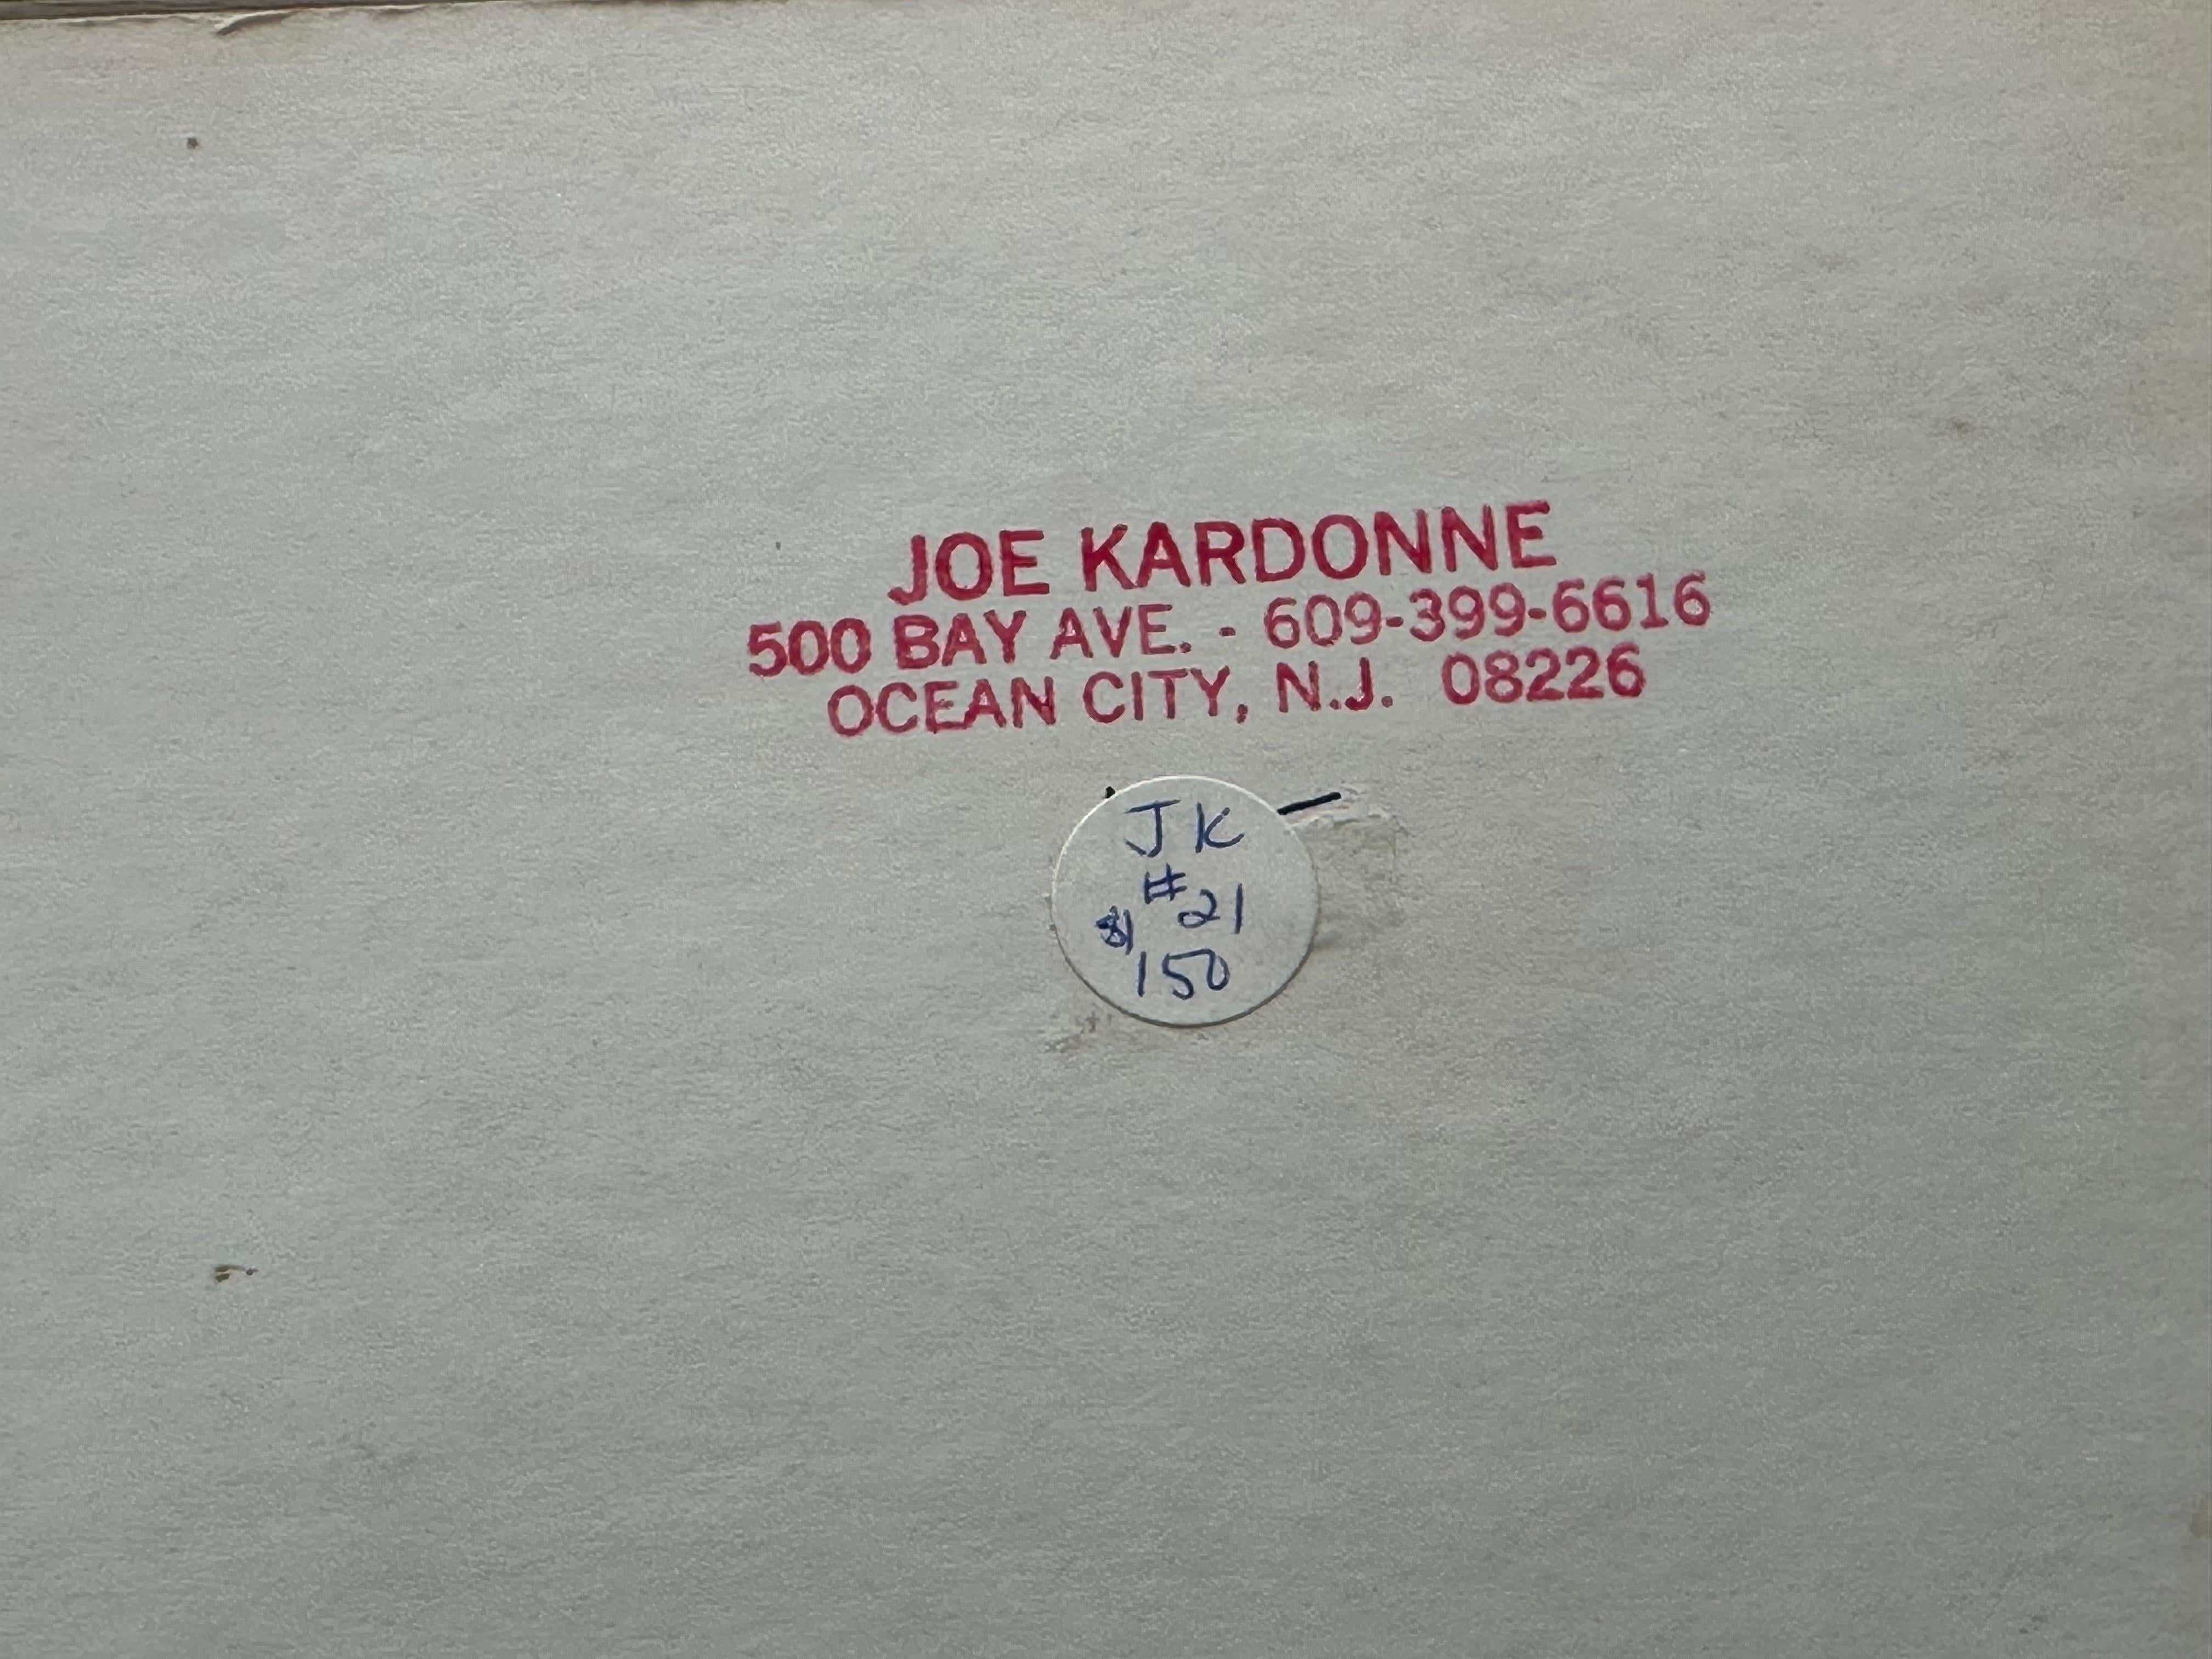 JOE KARDONNE
500 BAY AVE. - 609-399-6616
OCEAN CITY, N.J. 08226
JK
#21
$150